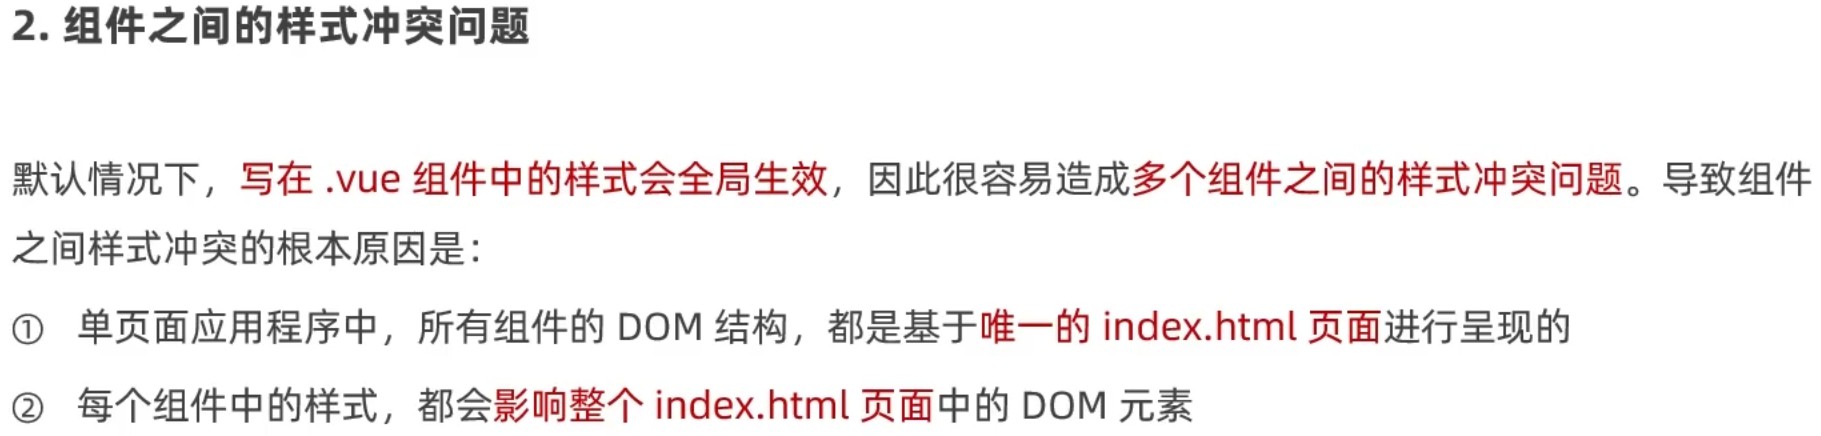 2. 组件之间的样式冲突问题
默认情况下，写在 .vue 组件中的样式会全局生效，因此很容易造成多个组件之间的样式冲突问题。导致组件
之间样式冲突的根本原因是：
① 单页面应用程序中，所有组件的 DOM 结构，都是基于唯一的 index.html 页面进行呈现的
② 每个组件中的样式，都会影响整个 index.html 页面中的 DOM 元素